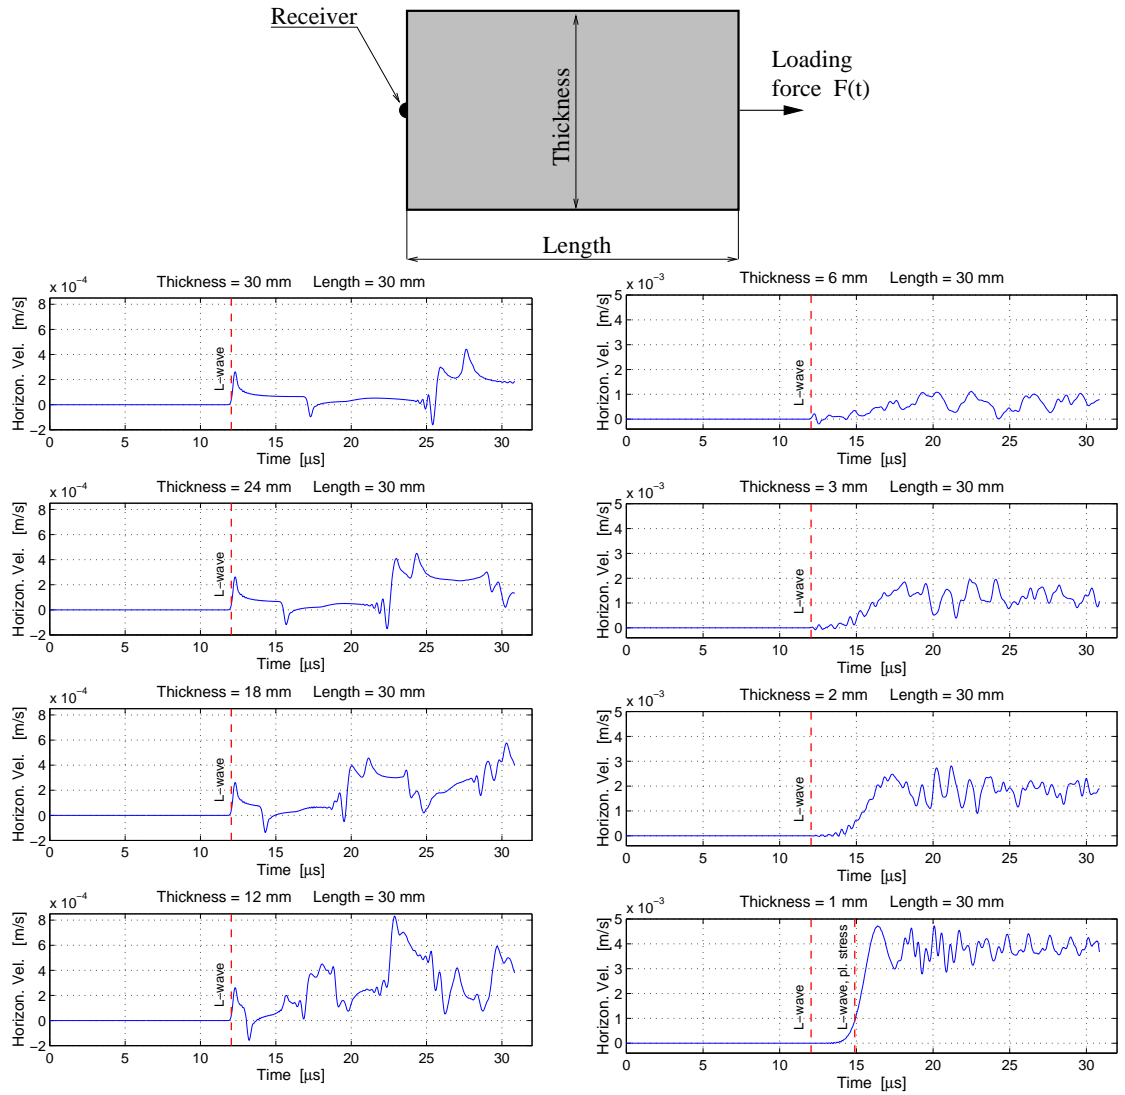 Receiver
Loading
force F(t)
Thickness
Length
x 10⁻⁴
Thickness = 30 mm Length = 30 mm
Horizon. Vel. [m/s]
8
6
4
2
0
−2
L−wave
0 5 10 15 20 25 30
Time [μs]
x 10⁻⁴
Thickness = 24 mm Length = 30 mm
Horizon. Vel. [m/s]
8
6
4
2
0
−2
L−wave
0 5 10 15 20 25 30
Time [μs]
x 10⁻⁴
Thickness = 18 mm Length = 30 mm
Horizon. Vel. [m/s]
8
6
4
2
0
−2
L−wave
0 5 10 15 20 25 30
Time [μs]
x 10⁻⁴
Thickness = 12 mm Length = 30 mm
Horizon. Vel. [m/s]
8
6
4
2
0
−2
L−wave
0 5 10 15 20 25 30
Time [μs]
x 10⁻³
Thickness = 6 mm Length = 30 mm
Horizon. Vel. [m/s]
5
4
3
2
1
0
L−wave
0 5 10 15 20 25 30
Time [μs]
x 10⁻³
Thickness = 3 mm Length = 30 mm
Horizon. Vel. [m/s]
5
4
3
2
1
0
L−wave
0 5 10 15 20 25 30
Time [μs]
x 10⁻³
Thickness = 2 mm Length = 30 mm
Horizon. Vel. [m/s]
5
4
3
2
1
0
L−wave
0 5 10 15 20 25 30
Time [μs]
x 10⁻³
Thickness = 1 mm Length = 30 mm
Horizon. Vel. [m/s]
5
4
3
2
1
0
L−wave
L−wave, pl. stress
0 5 10 15 20 25 30
Time [μs]